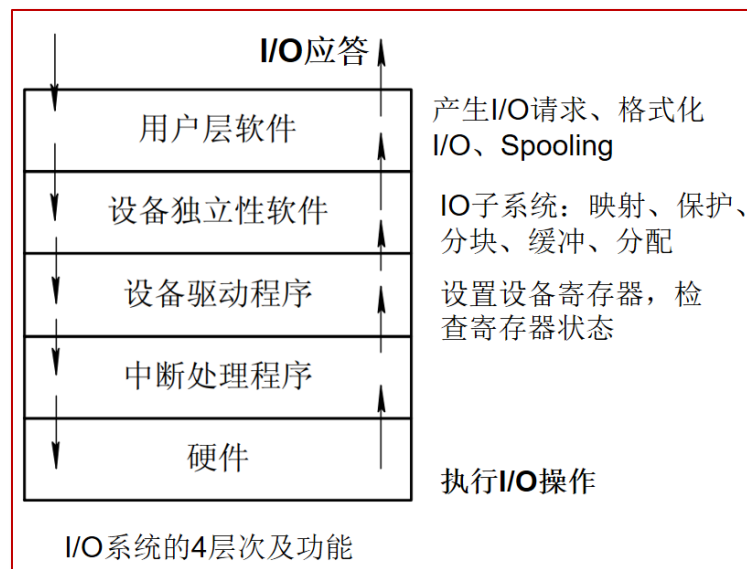 I/O应答
用户层软件
产生I/O请求、格式化
I/O、Spooling
设备独立性软件
IO子系统：映射、保护、
分块、缓冲、分配
设备驱动程序
设置设备寄存器，检
查寄存器状态
中断处理程序
硬件
执行I/O操作
I/O系统的4层次及功能